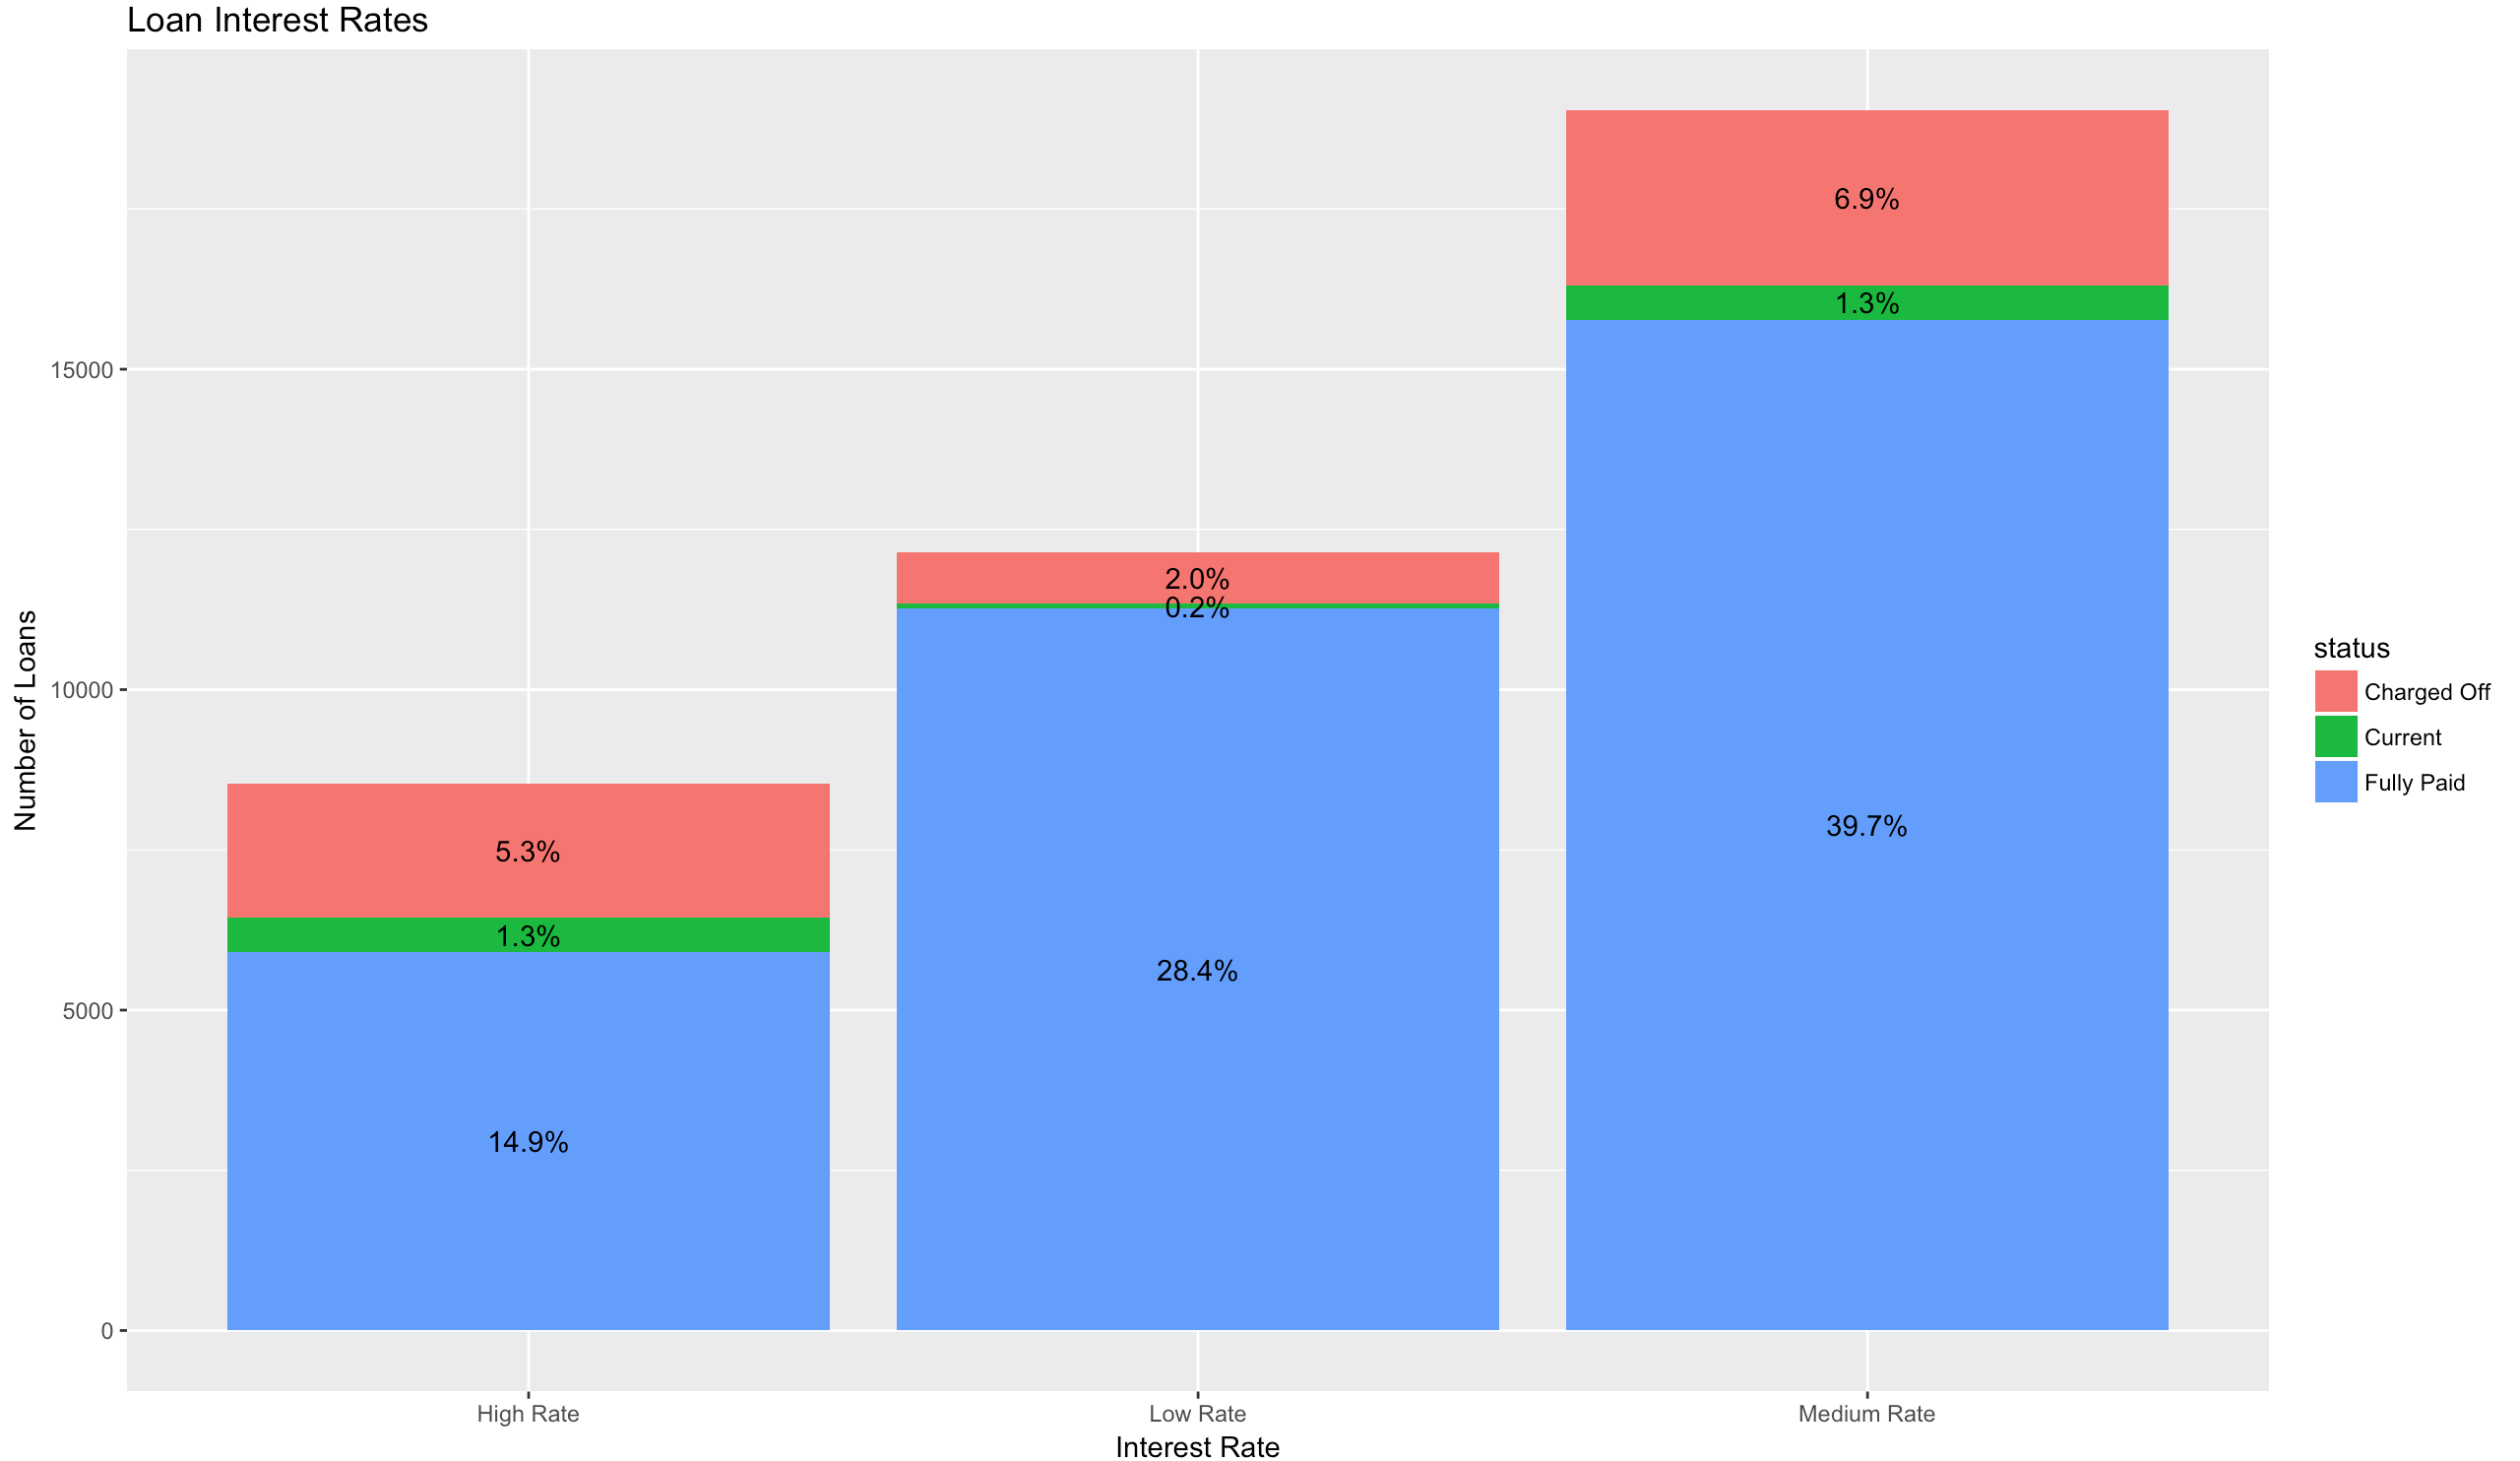 Loan Interest Rates
Number of Loans
15000
10000
5000
0
5.3%
1.3%
14.9%
2.0%
0.2%
28.4%
6.9%
1.3%
39.7%
High Rate
Low Rate
Medium Rate
Interest Rate
status
Charged Off
Current
Fully Paid